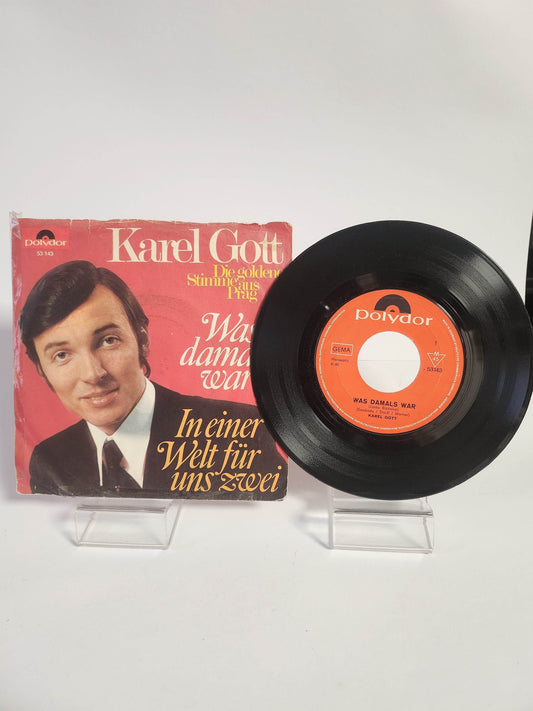 polydor
53 143
Karel Gott
Die goldene
Stimme aus
Prag
Was
damals
war
In einer
Welt für
uns zwei
polydor
GEMA
M
45
WAS DAMALS WAR
KAREL GOTT